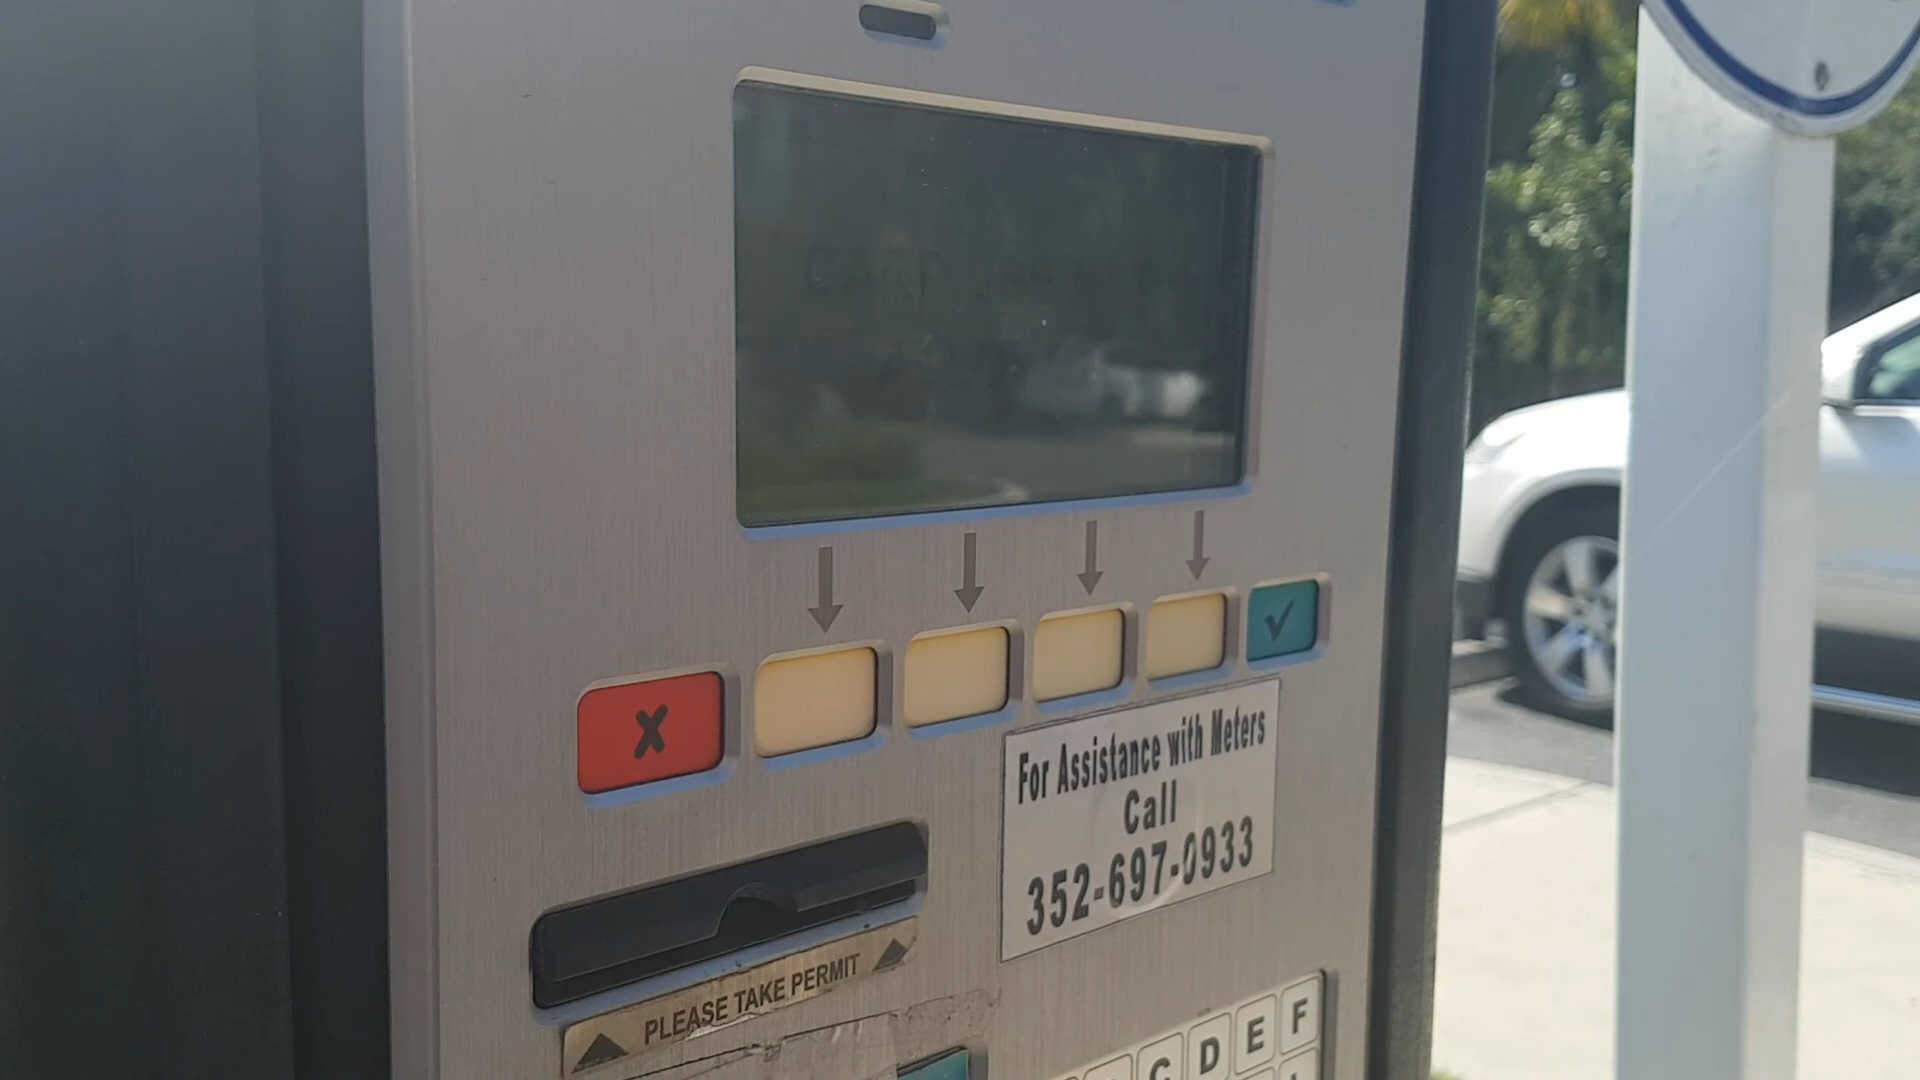 X
✓
For Assistance with Meters
Call
352-697-0933
PLEASE TAKE PERMIT
C D E F